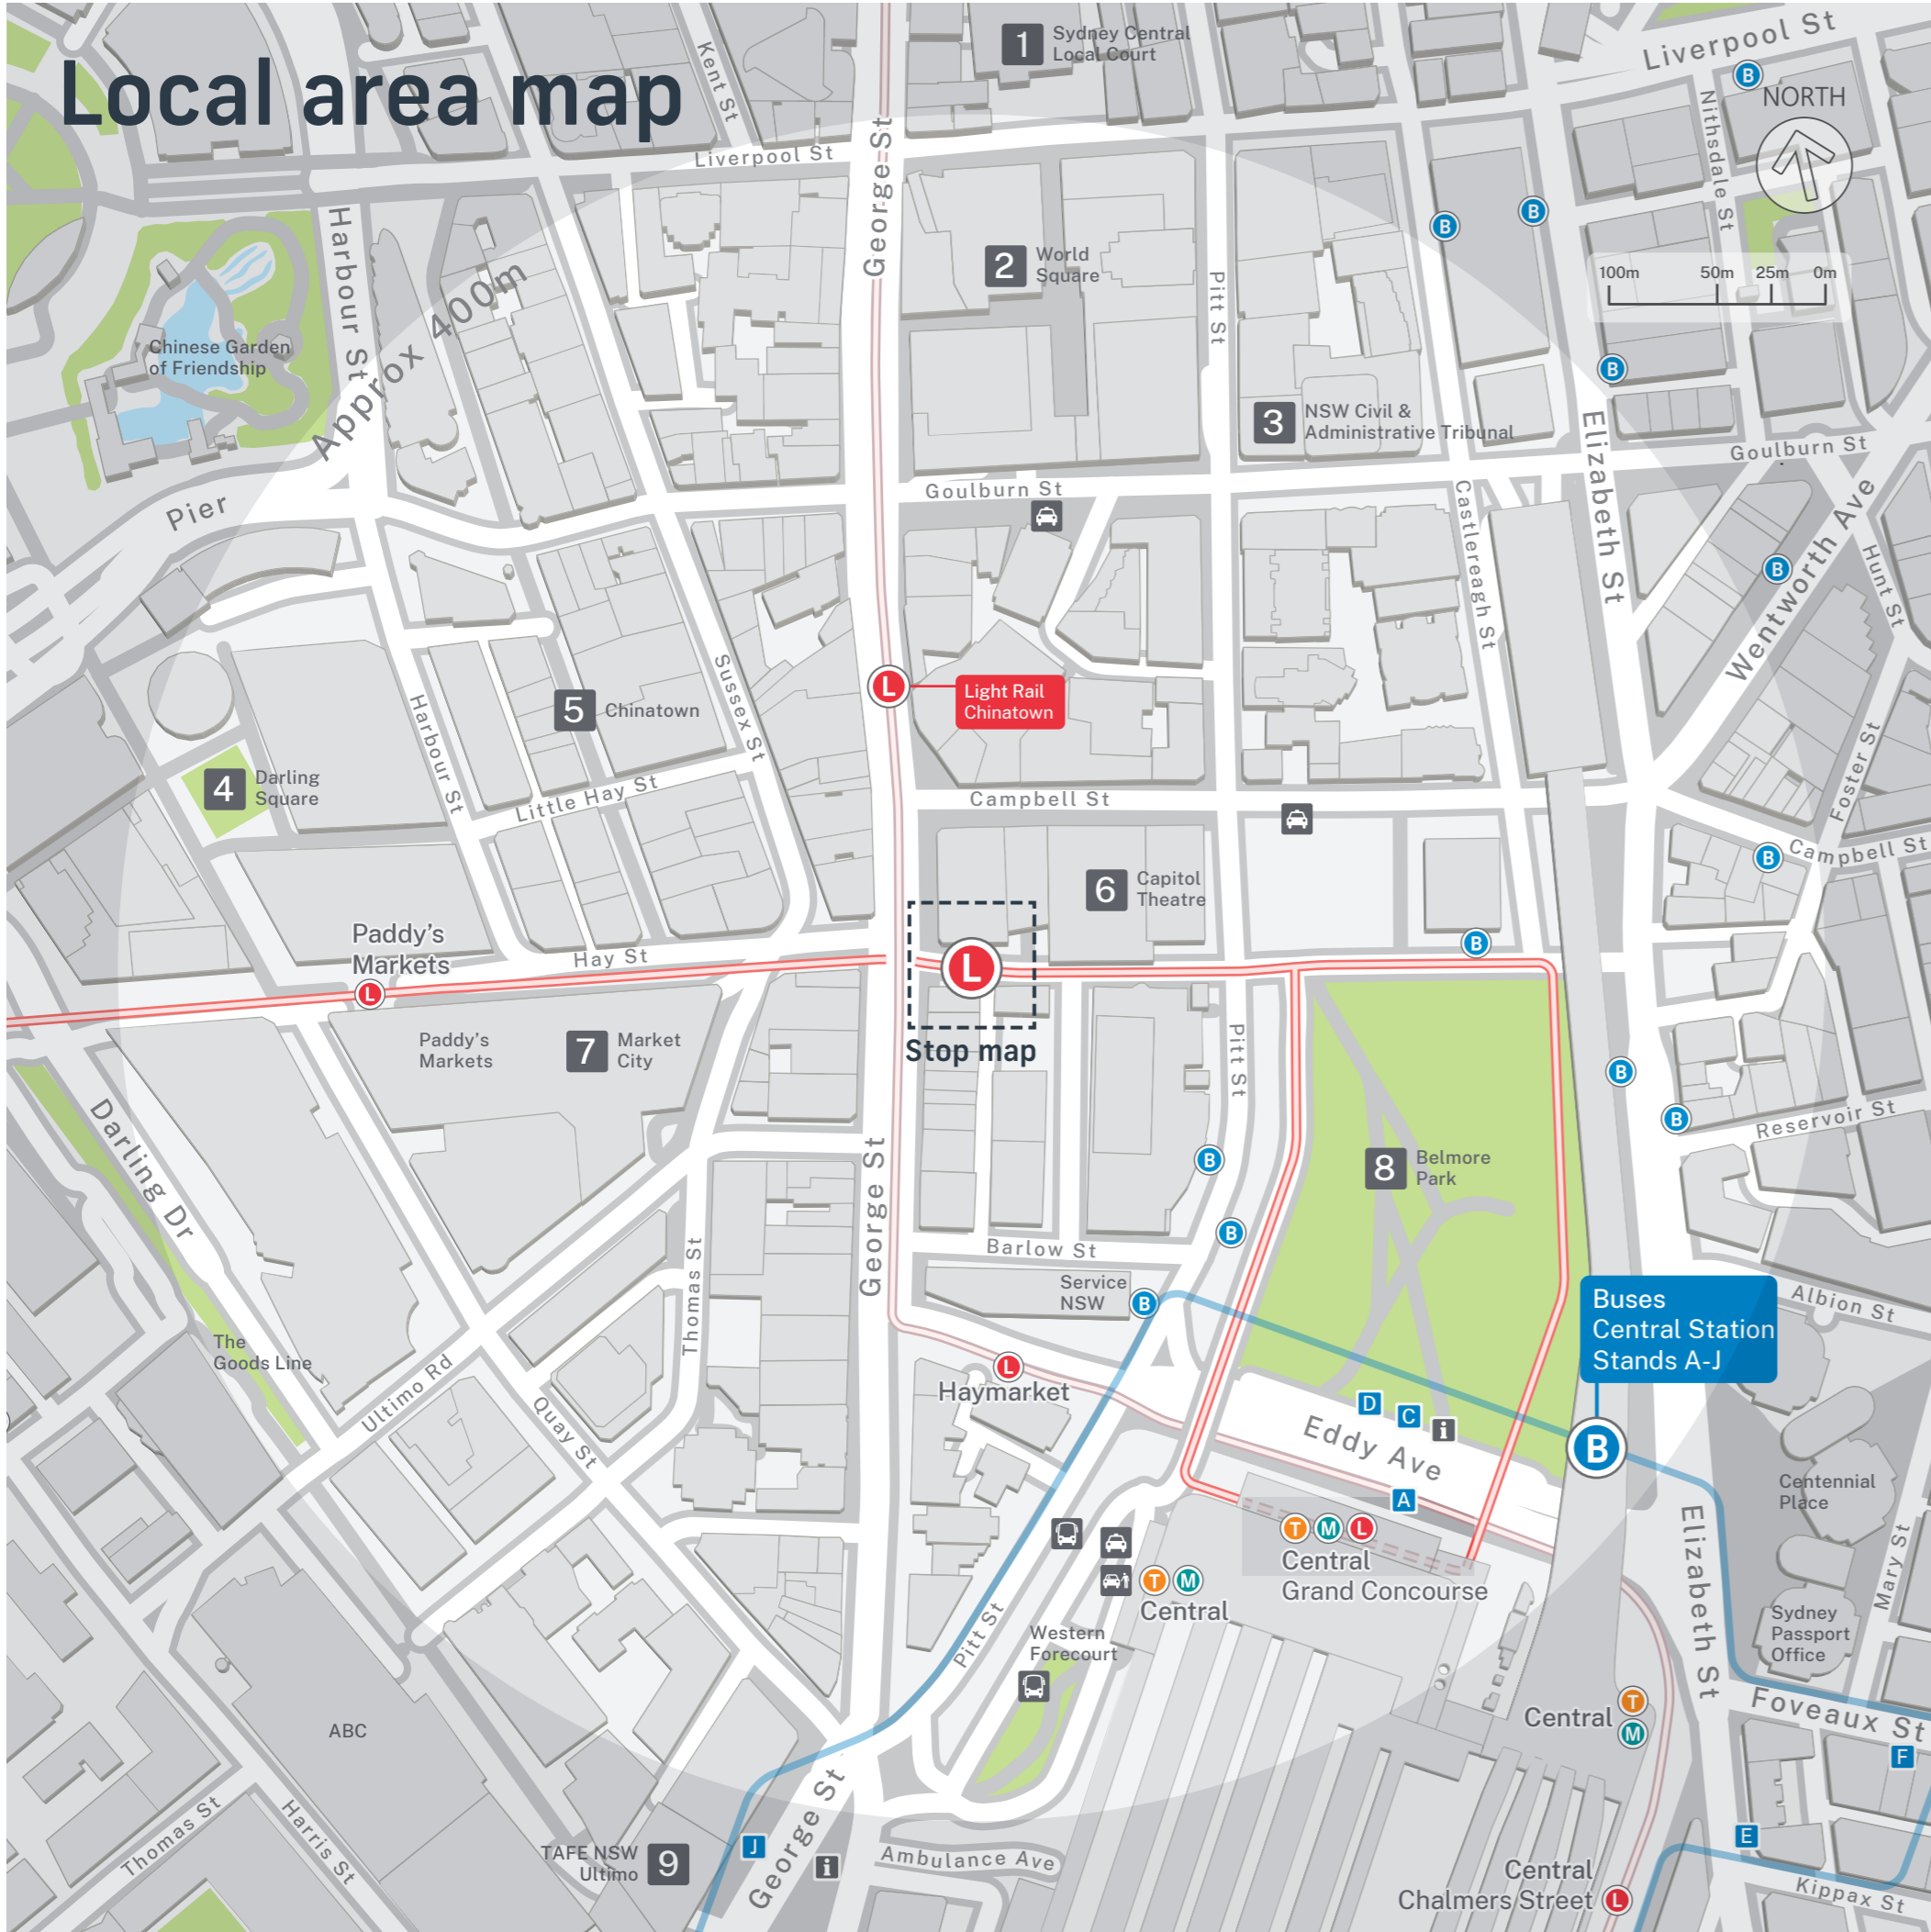 Local area map
Kent St
George St
1
Sydney Central
Local Court
Liverpool St
B
NORTH
Nithsdale St
Liverpool St
Harbour St
Approx 400m
George St
2
World
Square
Pitt St
B
B
100m 50m 25m 0m
Chinese Garden
of Friendship
B
3
NSW Civil &
Administrative Tribunal
Elizabeth St
Goulburn St
Pier
Goulburn St
Castlereagh St
Wentworth Ave
B
Hunt St
Sussex St
L
Light Rail
Chinatown
5
Chinatown
Harbour St
4
Darling
Square
Little Hay St
Campbell St
Foster St
B
Campbell St
6
Capitol
Theatre
Paddy's
Markets
L
Hay St
L
B
Stop map
Paddy's
Markets
7
Market
City
Pitt St
B
B
Reservoir St
Darling Dr
George St
B
8
Belmore
Park
B
Thomas St
Barlow St
Service
NSW
B
Buses
Central Station
Stands A-J
B
Albion St
The
Goods Line
Ultimo Rd
Quay St
L
Haymarket
D
C
i
Eddy Ave
A
Centennial
Place
T M L
Central
Grand Concourse
T M
Central
Elizabeth St
Mary St
Pitt St
Western
Forecourt
Sydney
Passport
Office
ABC
Central
T
M
Foveaux St
F
Thomas St
Harris St
TAFE NSW
Ultimo
9
J
George St
i
Ambulance Ave
E
Central
Chalmers Street
L
Kippax St